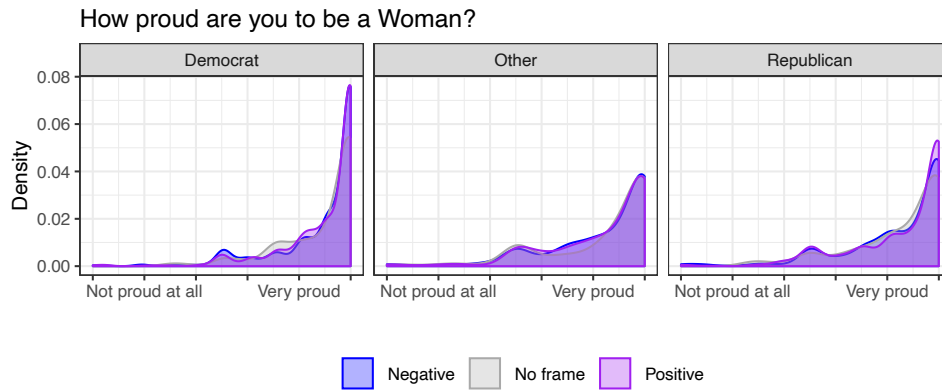 How proud are you to be a Woman?
Democrat Other Republican
0.08
0.06
0.04
0.02
0.00
Density
Not proud at all Very proud Not proud at all Very proud Not proud at all Very proud
Negative No frame Positive